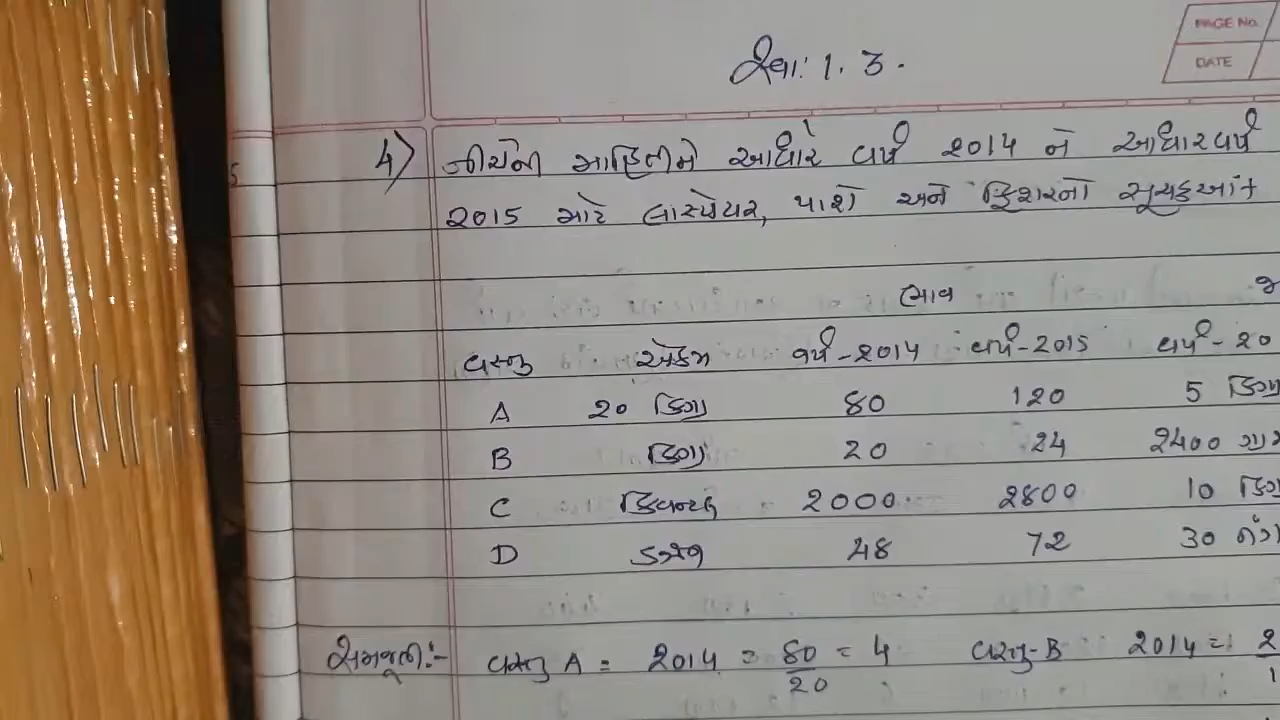 PAGE No.
DATE
સ્વા: 1.3.
4) નીચેની માહિતીને આધારે વર્ષ 2014 ને આધારવર્ષ
2015 માટે લાસ્પેયર, પાશે અને ફિશરનો સૂચકઆંક
ભાવ
વસ્તુ એકમ વર્ષ-2014 વર્ષ-2015 વર્ષ-20
A 20 કિગ્રા 80 120 5 કિગ્રા
B કિગ્રા 20 24 2400 ગ્રામ
C ક્વિન્ટલ 2000 2800 10 કિગ્રા
D ડઝન 48 72 30 નંગ
સમજૂતી:- વસ્તુ A = 2014 = 80/20 = 4 વસ્તુ-B 2014 = 2